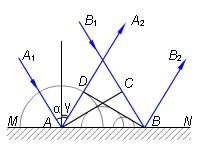 B₁ A₂
A₁ B₂
D C
α γ
M A B N